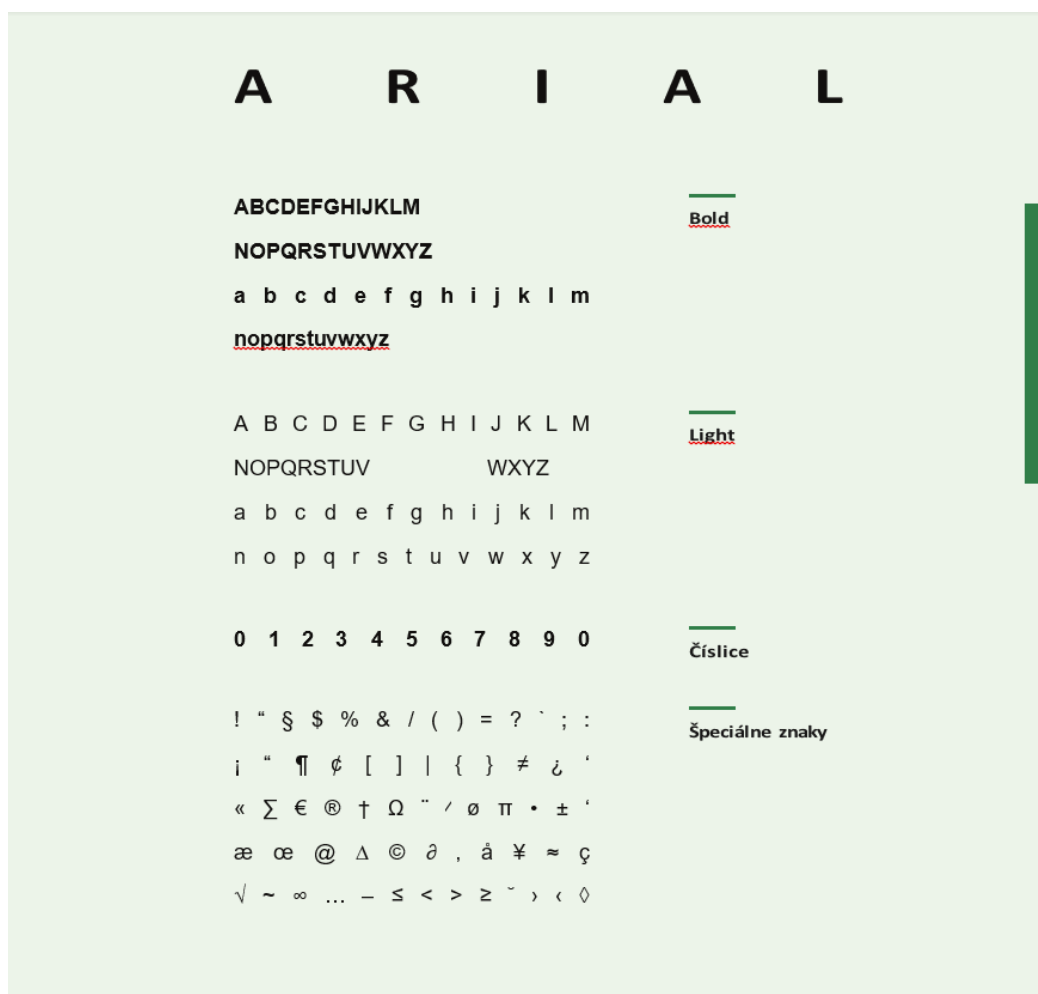 A R I A L
ABCDEFGHIJKLM
Bold
NOPQRSTUVWXYZ
a b c d e f g h i j k l m
nopqrstuvwxyz
A B C D E F G H I J K L M
Light
NOPQRSTUV WXYZ
a b c d e f g h i j k l m
n o p q r s t u v w x y z
0 1 2 3 4 5 6 7 8 9 0
Číslice
! “ § $ % & / ( ) = ? ` ; :
Špeciálne znaky
¡ “ ¶ ¢ [ ] | { } ≠ ¿ ‘
« ∑ € ® † Ω ¨ ⁄ ø π • ± ‘
æ œ @ ∆ © ∂ ‚ å ¥ ≈ ç
√ ~ ∞ … – ≤ < > ≥ ˘ › ‹ ◊